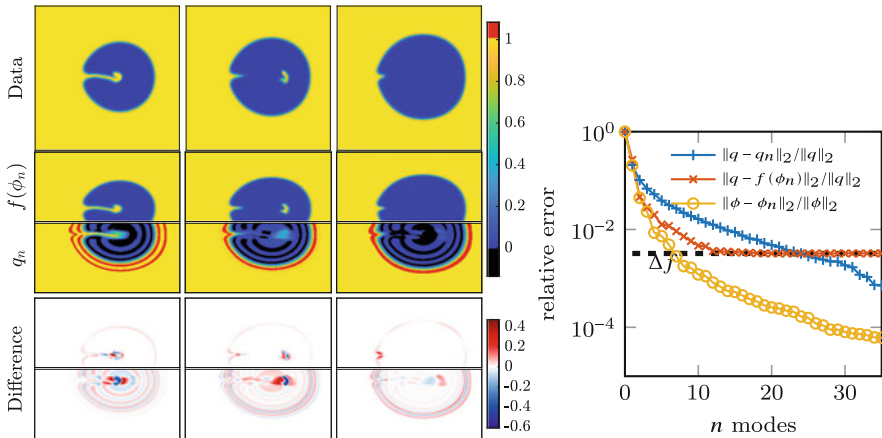 Data
f(ϕₙ)
qₙ
Difference
1
0.8
0.6
0.4
0.2
0
0.4
0.2
0
-0.2
-0.4
-0.6
relative error
10⁰
10⁻²
10⁻⁴
‖q - qₙ‖₂/‖q‖₂
‖q - f(ϕₙ)‖₂/‖q‖₂
‖ϕ - ϕₙ‖₂/‖ϕ‖₂
Δf
0 10 20 30
n modes